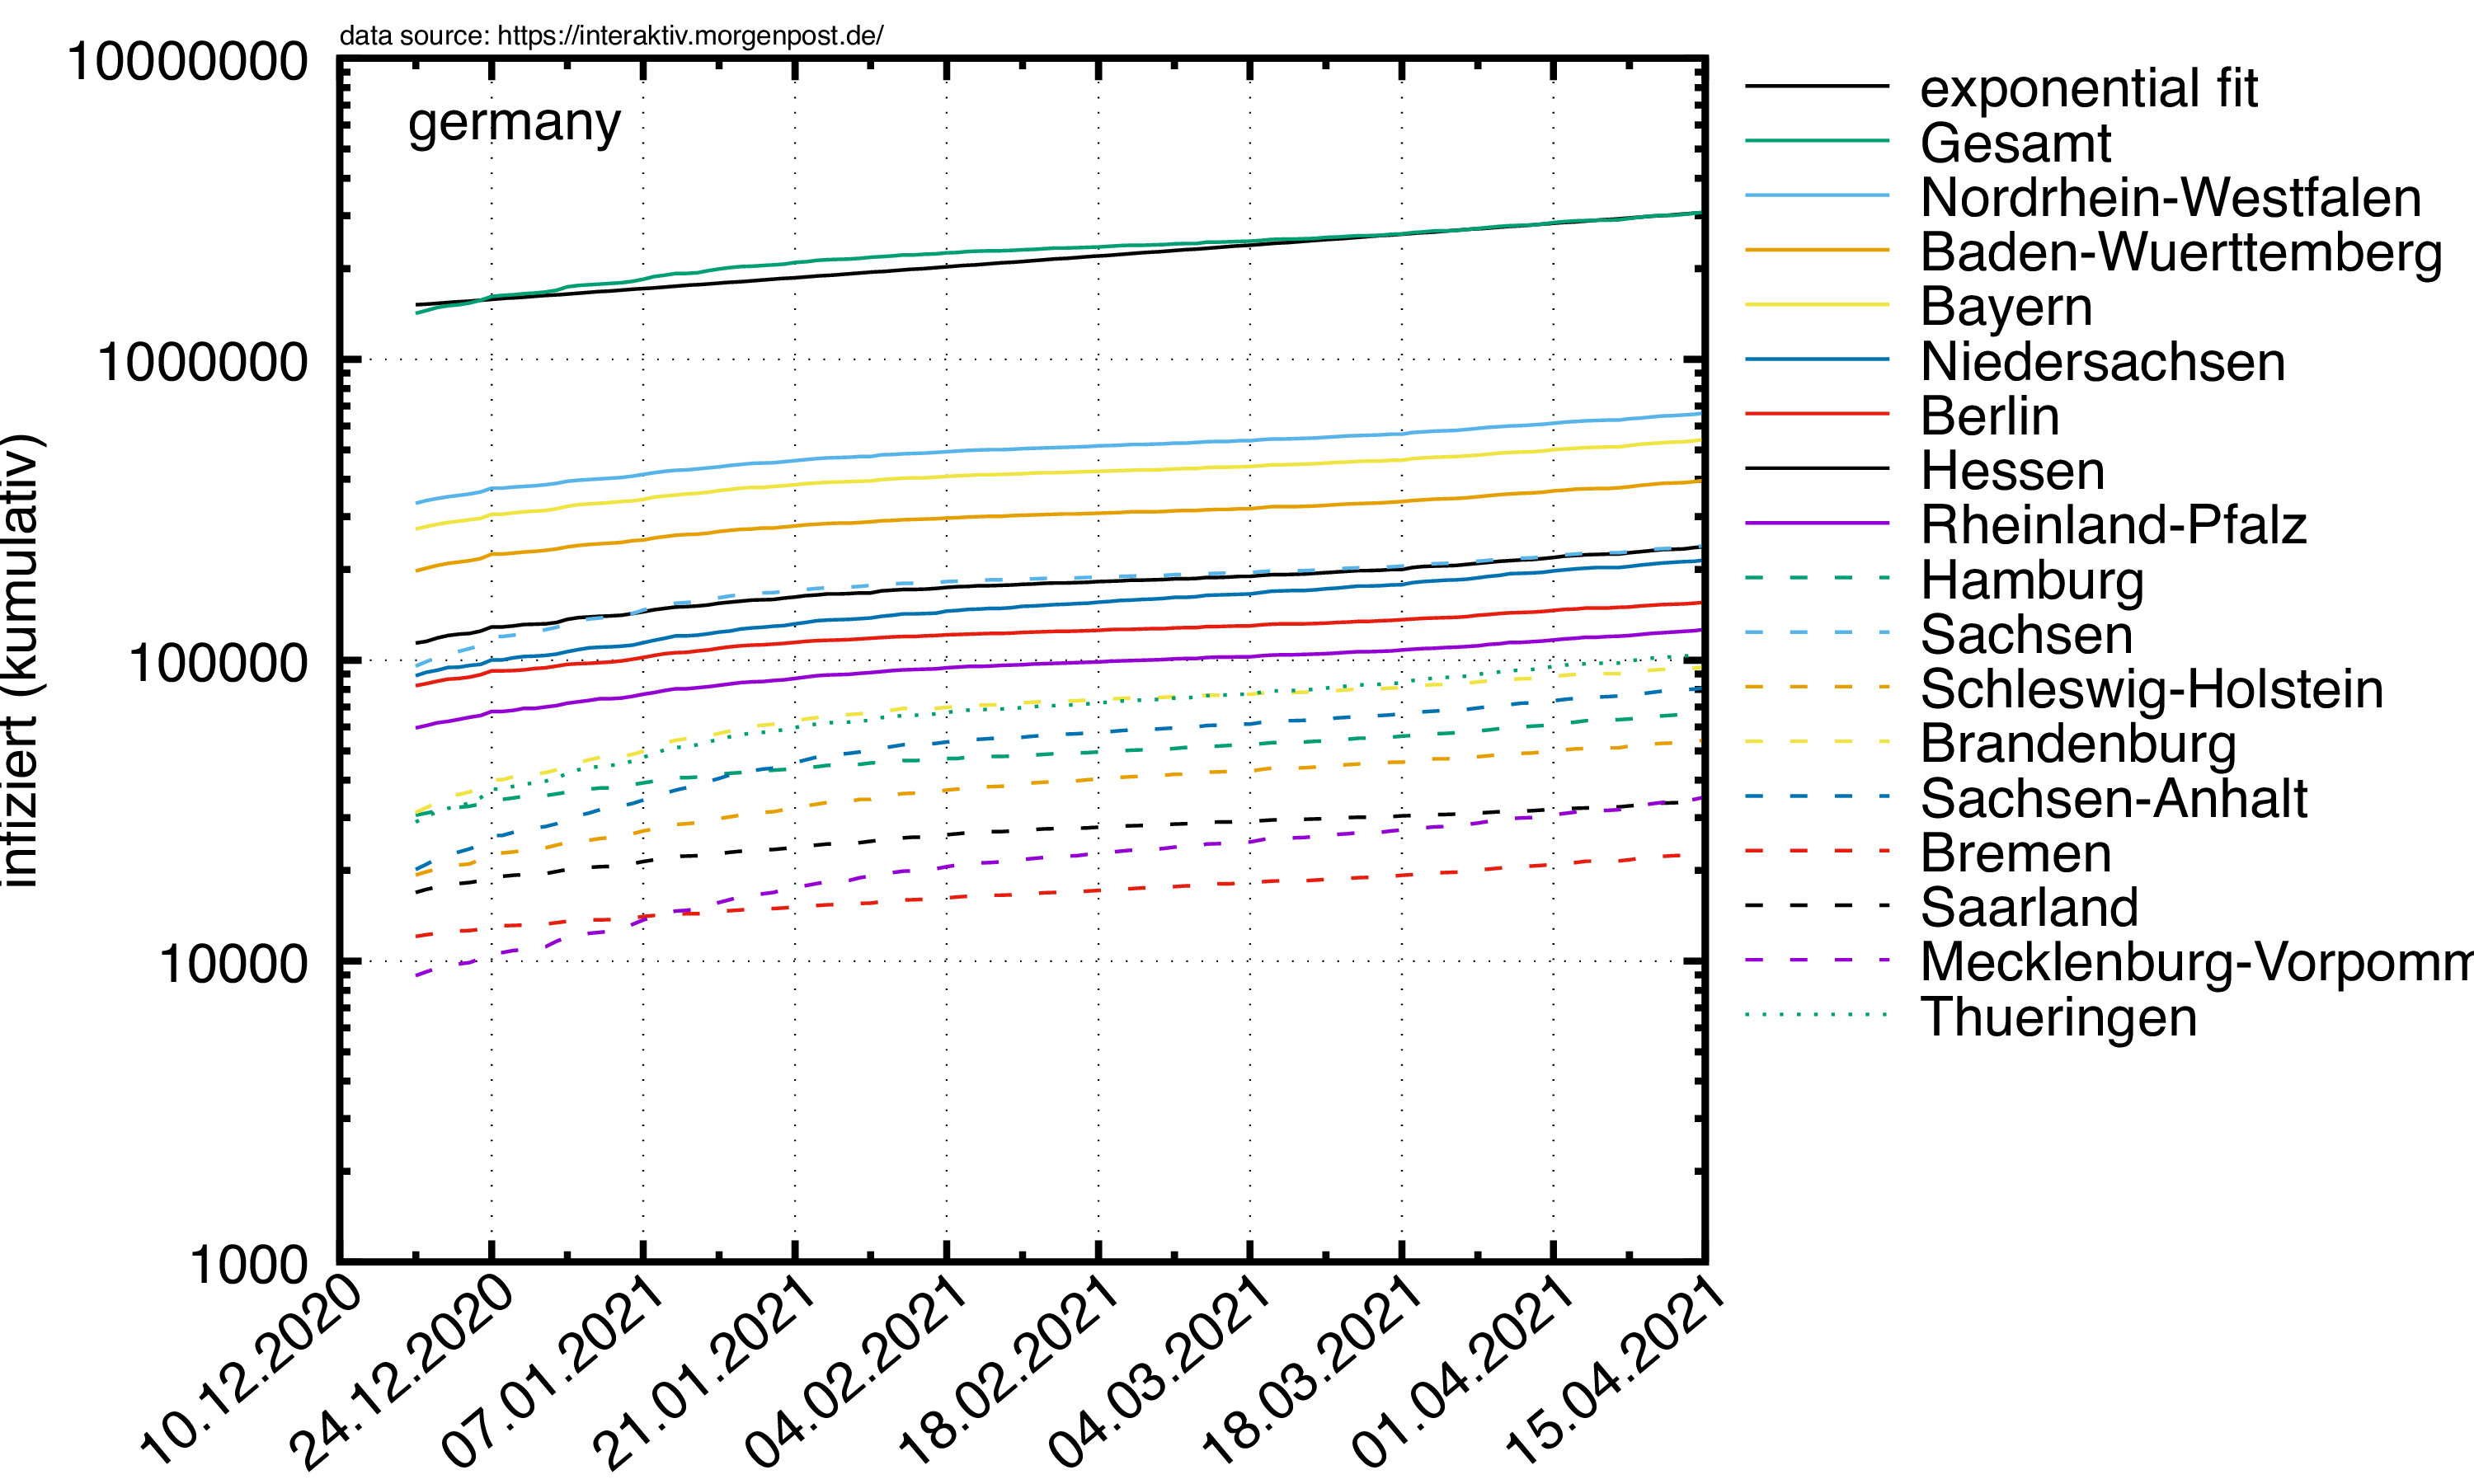 data source: https://interaktiv.morgenpost.de/
germany
infiziert (kumulativ)
10000000
1000000
100000
10000
1000
10.12.2020
24.12.2020
07.01.2021
21.01.2021
04.02.2021
18.02.2021
04.03.2021
18.03.2021
01.04.2021
15.04.2021
exponential fit
Gesamt
Nordrhein-Westfalen
Baden-Wuerttemberg
Bayern
Niedersachsen
Berlin
Hessen
Rheinland-Pfalz
Hamburg
Sachsen
Schleswig-Holstein
Brandenburg
Sachsen-Anhalt
Bremen
Saarland
Mecklenburg-Vorpomm
Thueringen